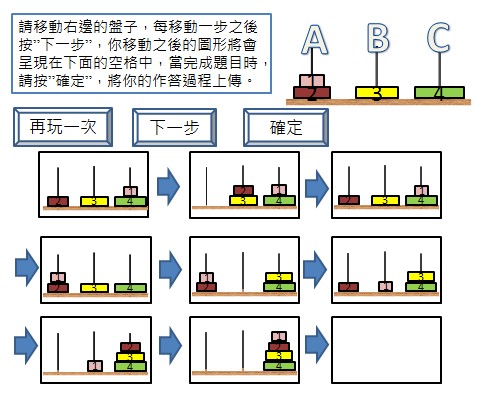 請移動右邊的盤子，每移動一步之後
按”下一步”，你移動之後的圖形將會
呈現在下面的空格中，當完成題目時，
請按”確定”，將你的作答過程上傳。
A B C
1
2 3 4
再玩一次 下一步 確定
1
2 3 4
2 1
3 4
1
2 3 4
1
2 3 4
1 3
2 4
3
2 1 4
2
3
1 4
1
2
3
4